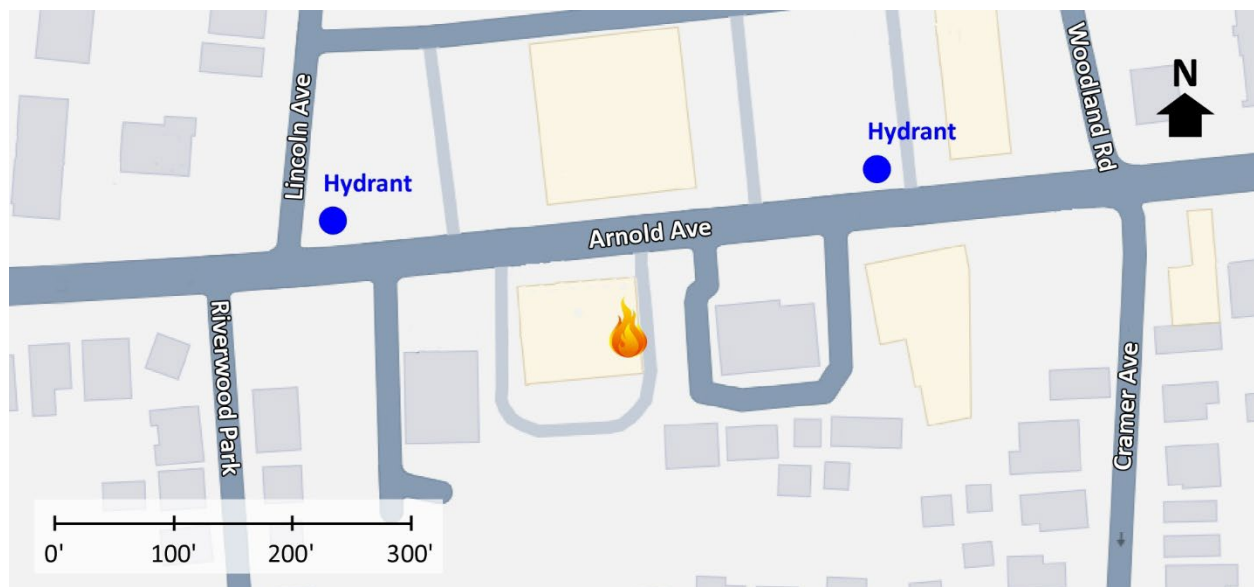 Lincoln Ave
Woodland Rd
N
Hydrant
Hydrant
Arnold Ave
Riverwood Park
Cramer Ave
0' 100' 200' 300'